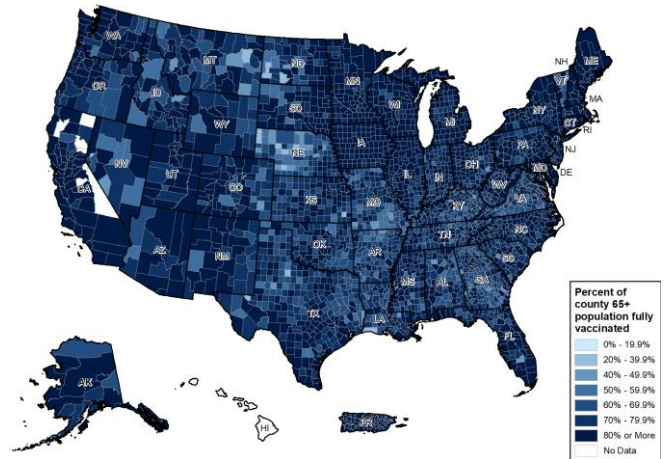 WA
MT
ND
MN
NH
ME
VT
OR
ID
SD
WI
NY
MA
WY
MI
CT
RI
IA
PA
NJ
NE
NV
OH
IL
IN
MD
DE
UT
CO
WV
CA
KS
MO
VA
KY
NC
TN
OK
AZ
NM
AR
SC
MS
AL
GA
TX
LA
FL
AK
HI
PR
Percent of
county 65+
population fully
vaccinated
0% - 19.9%
20% - 39.9%
40% - 49.9%
50% - 59.9%
60% - 69.9%
70% - 79.9%
80% or More
No Data